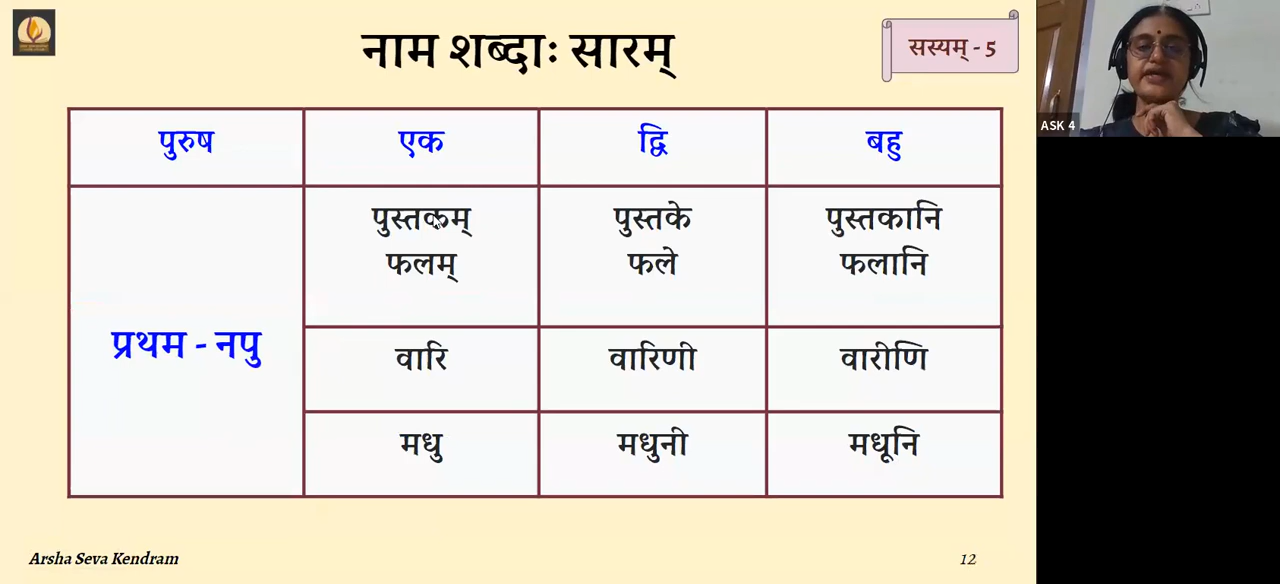 नाम शब्दाः सारम्
सस्यम् - 5
ASK 4
पुरुष एक द्वि बहु
पुस्तकम् पुस्तके पुस्तकानि
फलम् फले फलानि
प्रथम - नपु
वारि वारिणी वारीणि
मधु मधुनी मधूनि
Arsha Seva Kendram
12